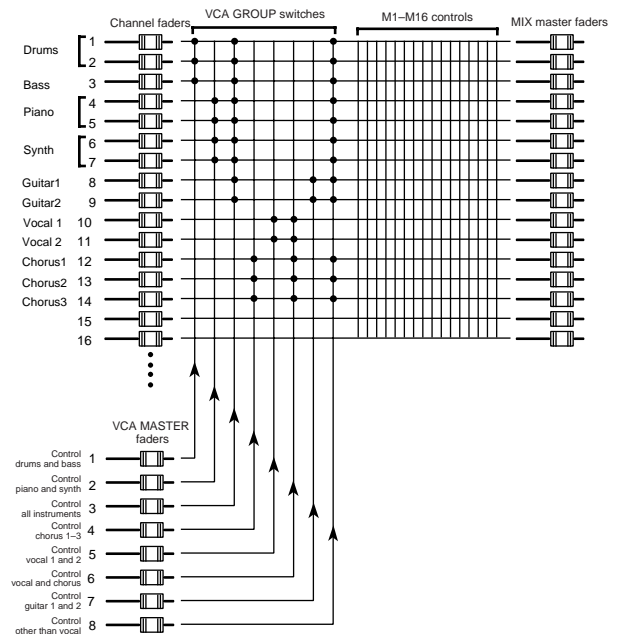 Channel faders
VCA GROUP switches
M1–M16 controls
MIX master faders
Drums
1
2
Bass 3
Piano
4
5
Synth
6
7
Guitar1 8
Guitar2 9
Vocal 1 10
Vocal 2 11
Chorus1 12
Chorus2 13
Chorus3 14
15
16
VCA MASTER
faders
Control
drums and bass 1
Control
piano and synth 2
Control
all instruments 3
Control
chorus 1–3 4
Control
vocal 1 and 2 5
Control
vocal and chorus 6
Control
guitar 1 and 2 7
Control
other than vocal 8